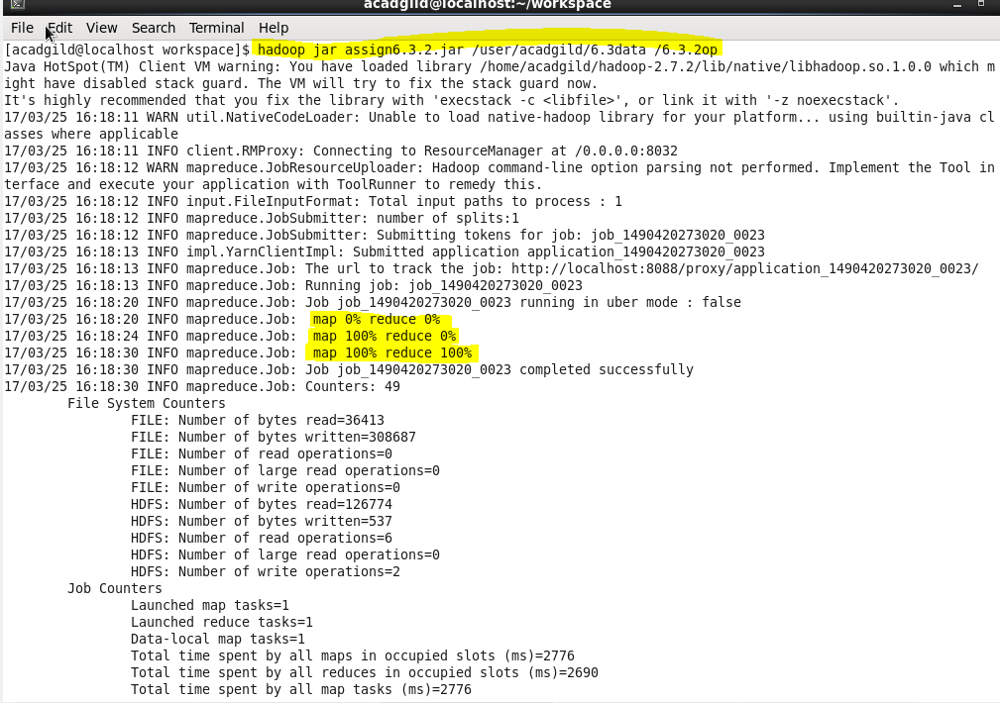 acadgild@localhost:~/workspace
File Edit View Search Terminal Help
[acadgild@localhost workspace]$ hadoop jar assign6.3.2.jar /user/acadgild/6.3data /6.3.2op
Java HotSpot(TM) Client VM warning: You have loaded library /home/acadgild/hadoop-2.7.2/lib/native/libhadoop.so.1.0.0 which m
ight have disabled stack guard. The VM will try to fix the stack guard now.
It's highly recommended that you fix the library with 'execstack -c <libfile>', or link it with '-z noexecstack'.
17/03/25 16:18:11 WARN util.NativeCodeLoader: Unable to load native-hadoop library for your platform... using builtin-java cl
asses where applicable
17/03/25 16:18:11 INFO client.RMProxy: Connecting to ResourceManager at /0.0.0.0:8032
17/03/25 16:18:12 WARN mapreduce.JobResourceUploader: Hadoop command-line option parsing not performed. Implement the Tool in
terface and execute your application with ToolRunner to remedy this.
17/03/25 16:18:12 INFO input.FileInputFormat: Total input paths to process : 1
17/03/25 16:18:12 INFO mapreduce.JobSubmitter: number of splits:1
17/03/25 16:18:12 INFO mapreduce.JobSubmitter: Submitting tokens for job: job_1490420273020_0023
17/03/25 16:18:13 INFO impl.YarnClientImpl: Submitted application application_1490420273020_0023
17/03/25 16:18:13 INFO mapreduce.Job: The url to track the job: http://localhost:8088/proxy/application_1490420273020_0023/
17/03/25 16:18:13 INFO mapreduce.Job: Running job: job_1490420273020_0023
17/03/25 16:18:20 INFO mapreduce.Job: Job job_1490420273020_0023 running in uber mode : false
17/03/25 16:18:20 INFO mapreduce.Job:  map 0% reduce 0%
17/03/25 16:18:24 INFO mapreduce.Job:  map 100% reduce 0%
17/03/25 16:18:30 INFO mapreduce.Job:  map 100% reduce 100%
17/03/25 16:18:30 INFO mapreduce.Job: Job job_1490420273020_0023 completed successfully
17/03/25 16:18:30 INFO mapreduce.Job: Counters: 49
File System Counters
FILE: Number of bytes read=36413
FILE: Number of bytes written=308687
FILE: Number of read operations=0
FILE: Number of large read operations=0
FILE: Number of write operations=0
HDFS: Number of bytes read=126774
HDFS: Number of bytes written=537
HDFS: Number of read operations=6
HDFS: Number of large read operations=0
HDFS: Number of write operations=2
Job Counters
Launched map tasks=1
Launched reduce tasks=1
Data-local map tasks=1
Total time spent by all maps in occupied slots (ms)=2776
Total time spent by all reduces in occupied slots (ms)=2690
Total time spent by all map tasks (ms)=2776